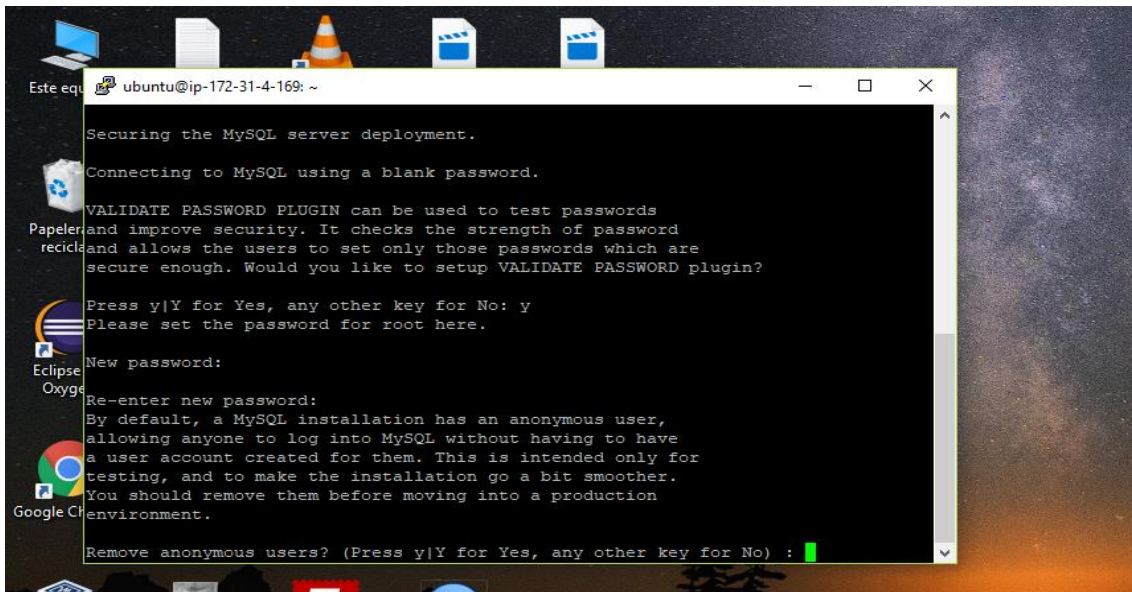 Este equ
ubuntu@ip-172-31-4-169: ~
Securing the MySQL server deployment.
Connecting to MySQL using a blank password.
VALIDATE PASSWORD PLUGIN can be used to test passwords
and improve security. It checks the strength of password
and allows the users to set only those passwords which are
secure enough. Would you like to setup VALIDATE PASSWORD plugin?
Press y|Y for Yes, any other key for No: y
Please set the password for root here.
New password:
Re-enter new password:
By default, a MySQL installation has an anonymous user,
allowing anyone to log into MySQL without having to have
a user account created for them. This is intended only for
testing, and to make the installation go a bit smoother.
You should remove them before moving into a production
environment.
Remove anonymous users? (Press y|Y for Yes, any other key for No) :
Papeler
recicla
Eclipse
Oxyge
Google Ch